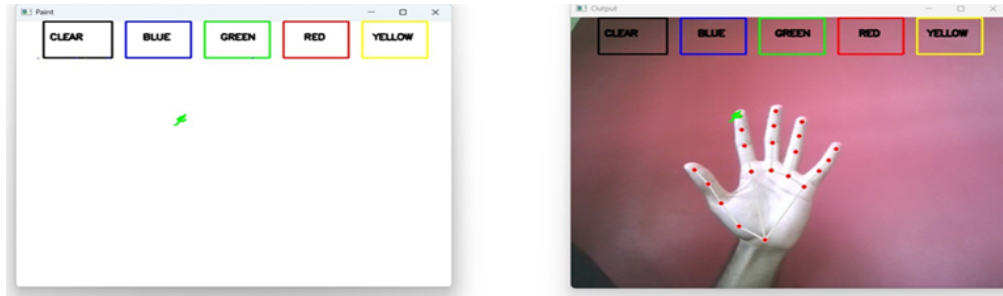 Paint
CLEAR BLUE GREEN RED YELLOW
Output
CLEAR BLUE GREEN RED YELLOW